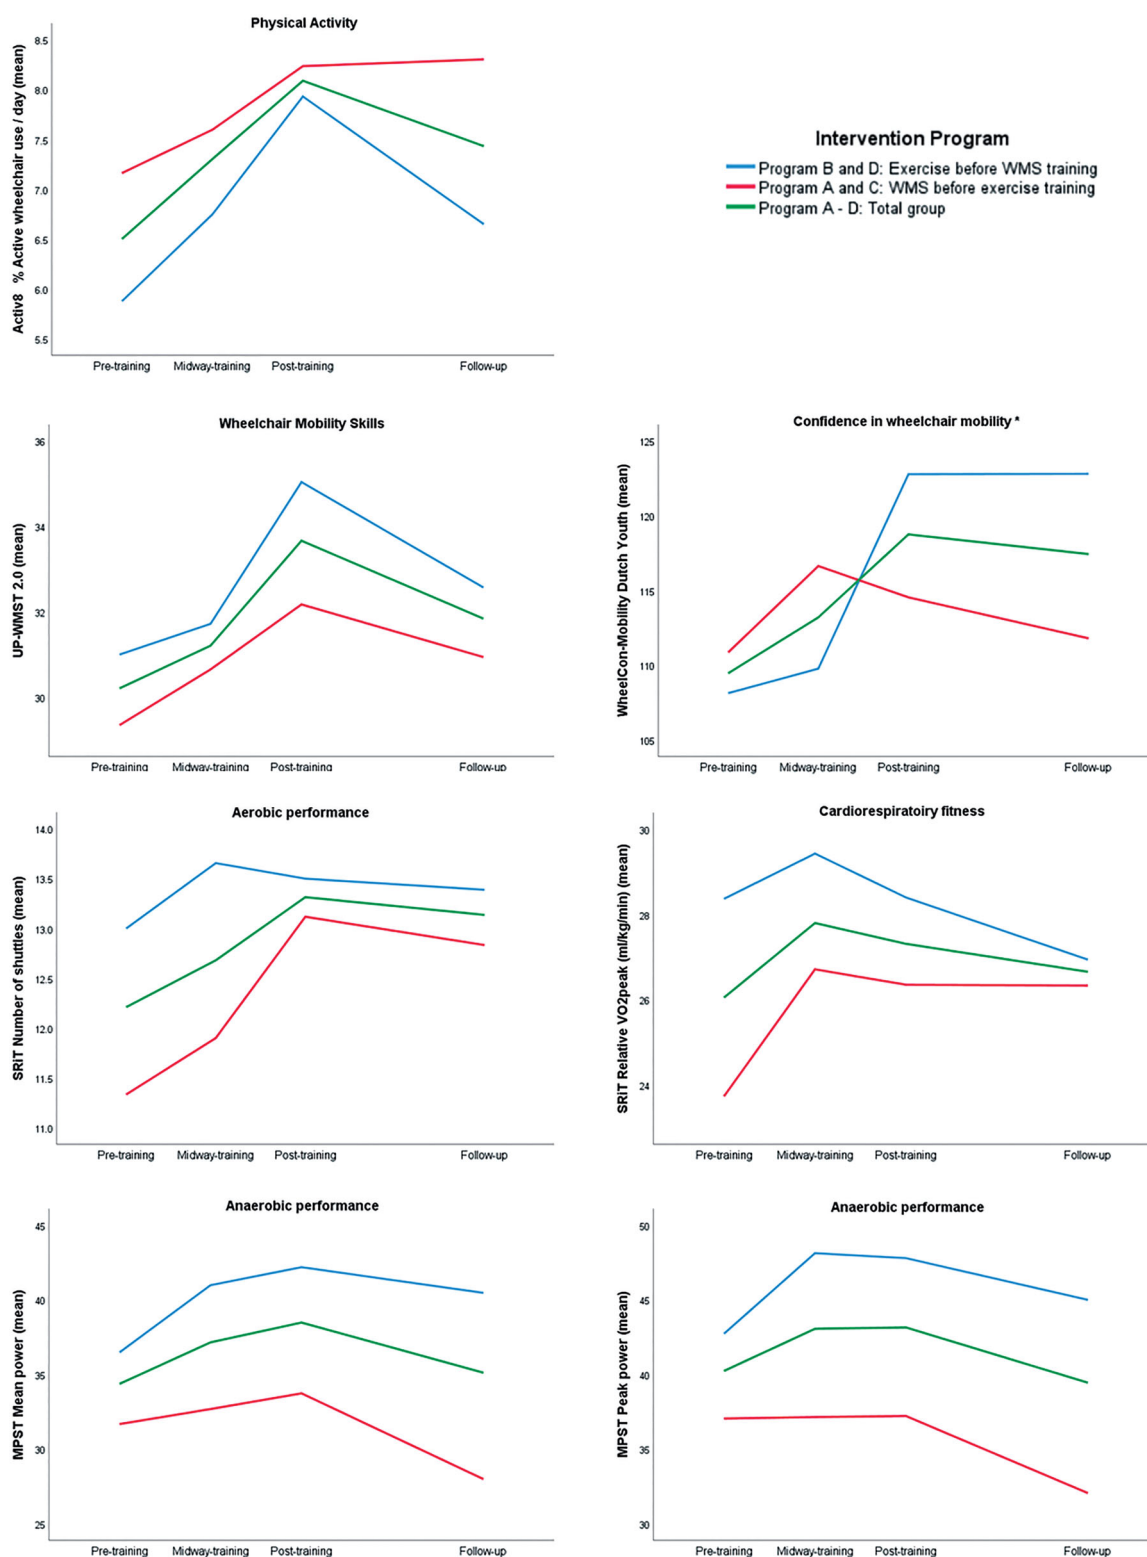 Physical Activity
Activ8 % Active wheelchair use / day (mean)
8.5
8.0
7.5
7.0
6.5
6.0
5.5
Pre-training Midway-training Post-training Follow-up
Intervention Program
Program B and D: Exercise before WMS training
Program A and C: WMS before exercise training
Program A - D: Total group
Wheelchair Mobility Skills
UP-WMST 2.0 (mean)
36
34
32
30
Pre-training Midway-training Post-training Follow-up
Confidence in wheelchair mobility *
WheelCon-Mobility Dutch Youth (mean)
125
120
115
110
105
Pre-training Midway-training Post-training Follow-up
Aerobic performance
SRiT Number of shuttles (mean)
14.0
13.5
13.0
12.5
12.0
11.5
11.0
Pre-training Midway-training Post-training Follow-up
Cardiorespiratoiry fitness
SRiT Relative VO2peak (ml/kg/min) (mean)
30
28
26
24
Pre-training Midway-training Post-training Follow-up
Anaerobic performance
MPST Mean power (mean)
45
40
35
30
25
Pre-training Midway-training Post-training Follow-up
Anaerobic performance
MPST Peak power (mean)
50
45
40
35
30
Pre-training Midway-training Post-training Follow-up